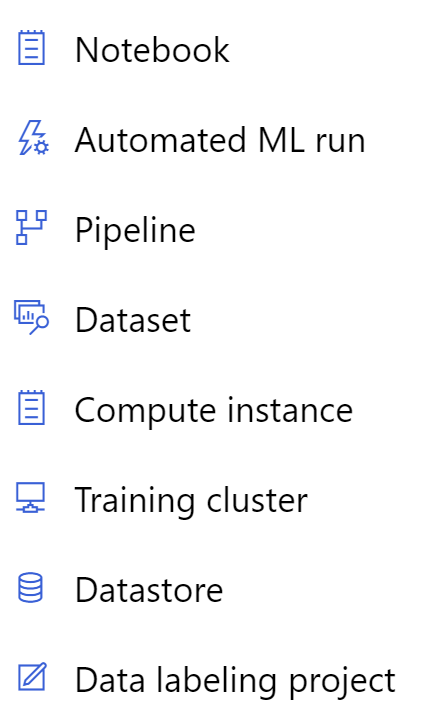 Notebook
Automated ML run
Pipeline
Dataset
Compute instance
Training cluster
Datastore
Data labeling project